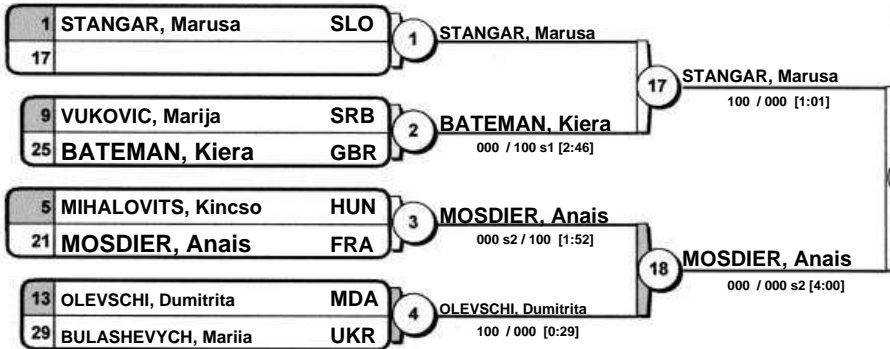 1 STANGAR, Marusa SLO
17
1 STANGAR, Marusa
9 VUKOVIC, Marija SRB
25 BATEMAN, Kiera GBR
2 BATEMAN, Kiera
000 / 100 s1 [2:46]
17 STANGAR, Marusa
100 / 000 [1:01]
5 MIHALOVITS, Kincso HUN
21 MOSDIER, Anais FRA
3 MOSDIER, Anais
000 s2 / 100 [1:52]
13 OLEVSCHI, Dumitrita MDA
29 BULASHEVYCH, Mariia UKR
4 OLEVSCHI, Dumitrita
100 / 000 [0:29]
18 MOSDIER, Anais
000 / 000 s2 [4:00]